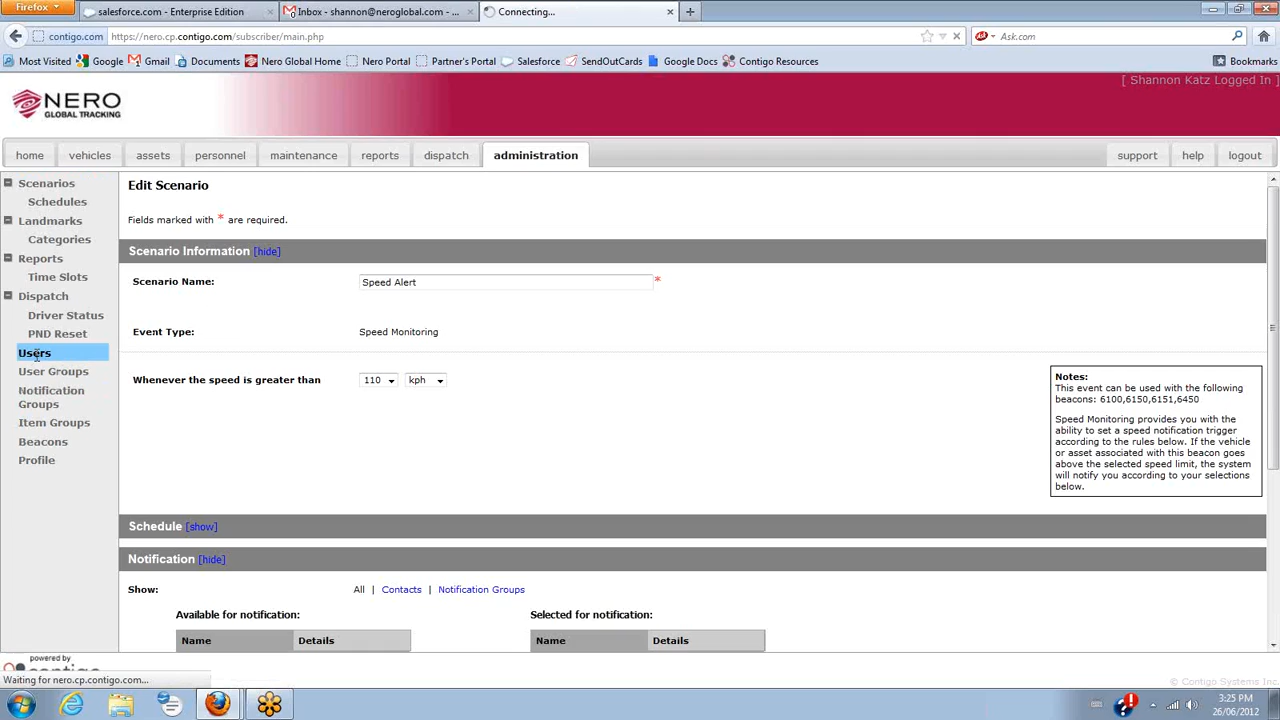 Firefox
salesforce.com - Enterprise Edition
Inbox - shannon@neroglobal.com - ...
Connecting...
contigo.com
https://nero.cp.contigo.com/subscriber/main.php
Ask.com
Most Visited
Google
Gmail
Documents
Nero Global Home
Nero Portal
Partner's Portal
Salesforce
SendOutCards
Google Docs
Contigo Resources
Bookmarks
[ Shannon Katz Logged In ]
NERO
GLOBAL TRACKING
home
vehicles
assets
personnel
maintenance
reports
dispatch
administration
support
help
logout
Scenarios
Schedules
Landmarks
Categories
Reports
Time Slots
Dispatch
Driver Status
PND Reset
Users
User Groups
Notification
Groups
Item Groups
Beacons
Profile
Edit Scenario
Fields marked with * are required.
Scenario Information [hide]
Scenario Name: Speed Alert *
Event Type: Speed Monitoring
Whenever the speed is greater than 110 kph
Notes:
This event can be used with the following
beacons: 6100,6150,6151,6450
Speed Monitoring provides you with the
ability to set a speed notification trigger
according to the rules below. If the vehicle
or asset associated with this beacon goes
above the selected speed limit, the system
will notify you according to your selections
below.
Schedule [show]
Notification [hide]
Show: All | Contacts | Notification Groups
Available for notification:
Selected for notification:
Name Details
Name Details
powered by
contigo
Waiting for nero.cp.contigo.com...
© Contigo Systems Inc.
3:25 PM
26/06/2012